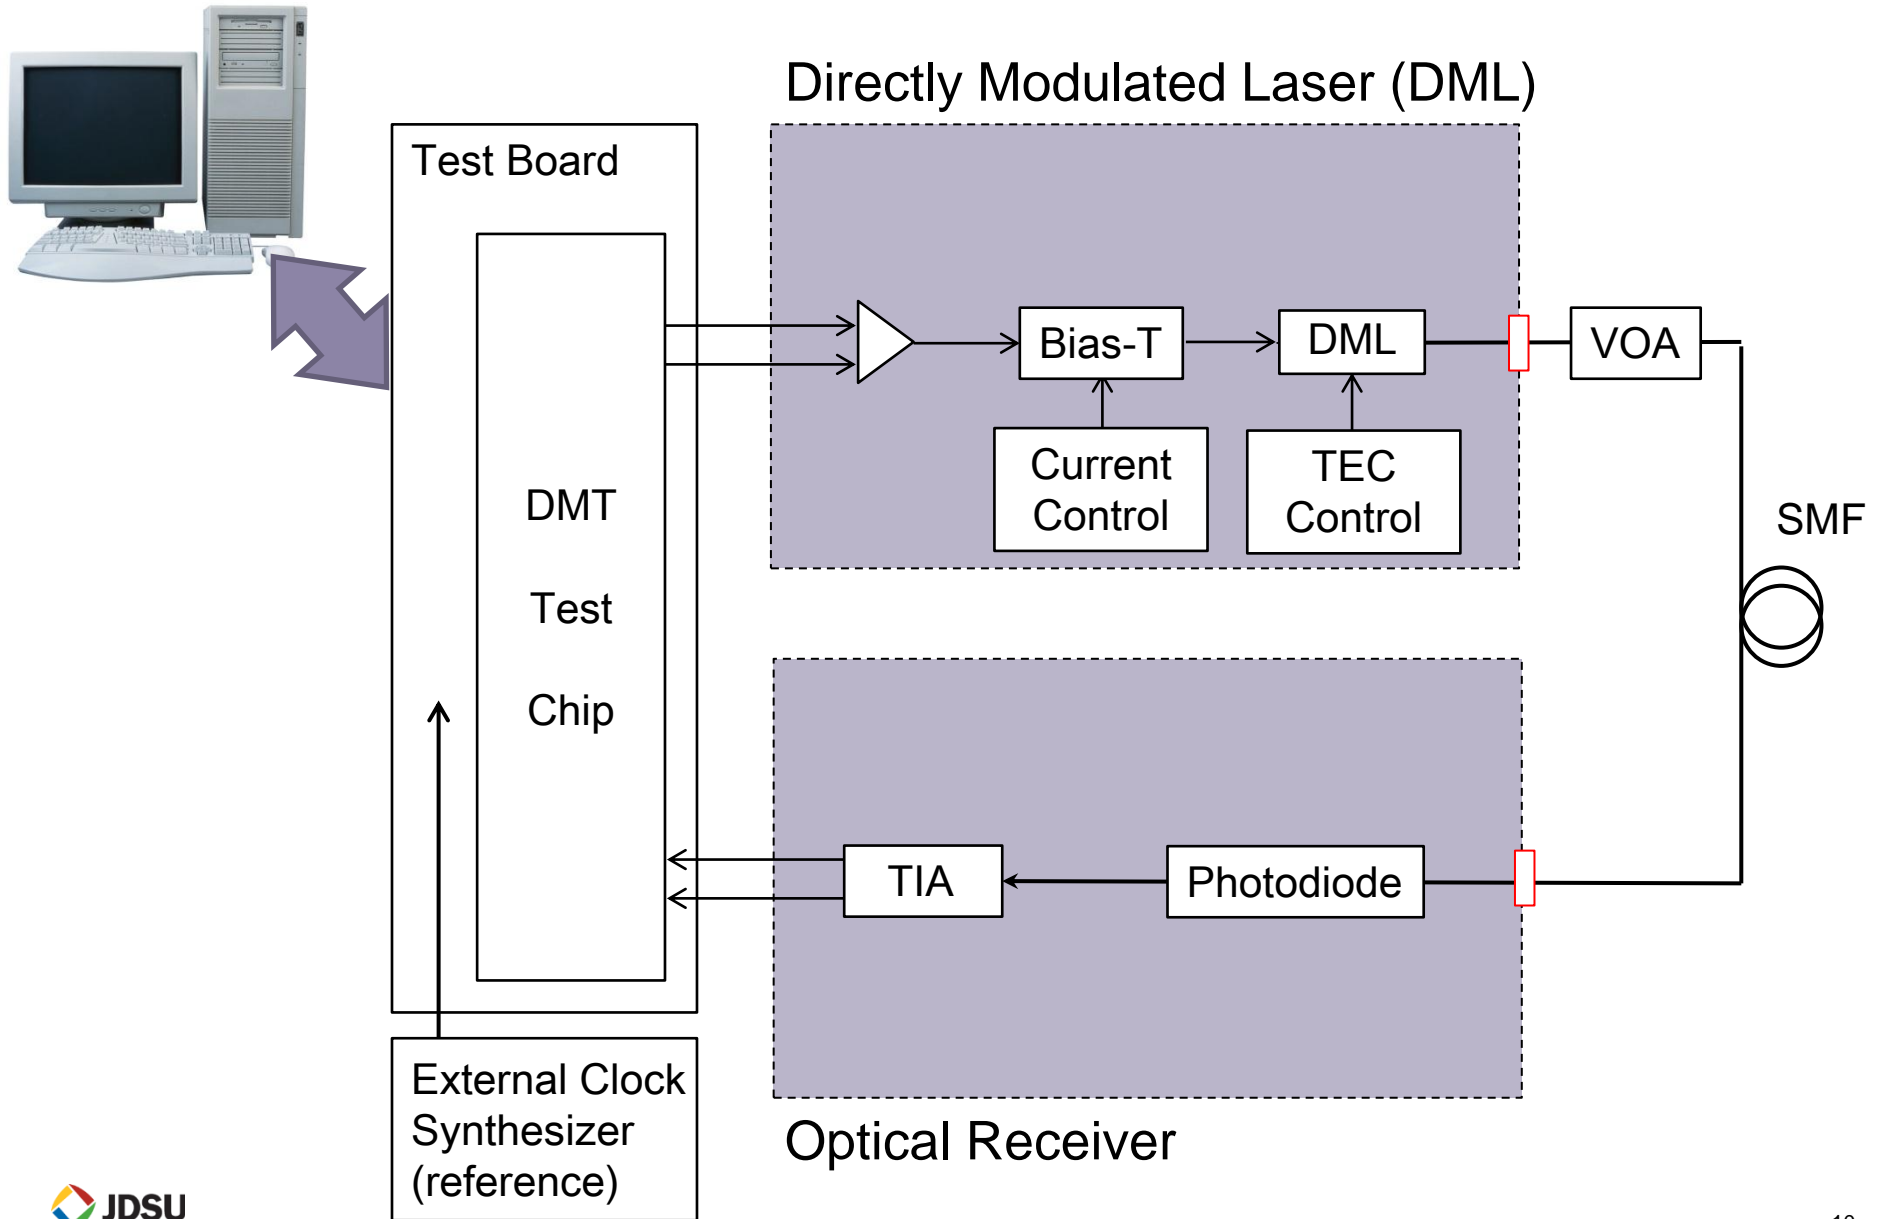 Directly Modulated Laser (DML)
Test Board
Bias-T
DML
VOA
Current
Control
TEC
Control
SMF
DMT
Test
Chip
TIA
Photodiode
External Clock
Synthesizer
(reference)
Optical Receiver
JDSU